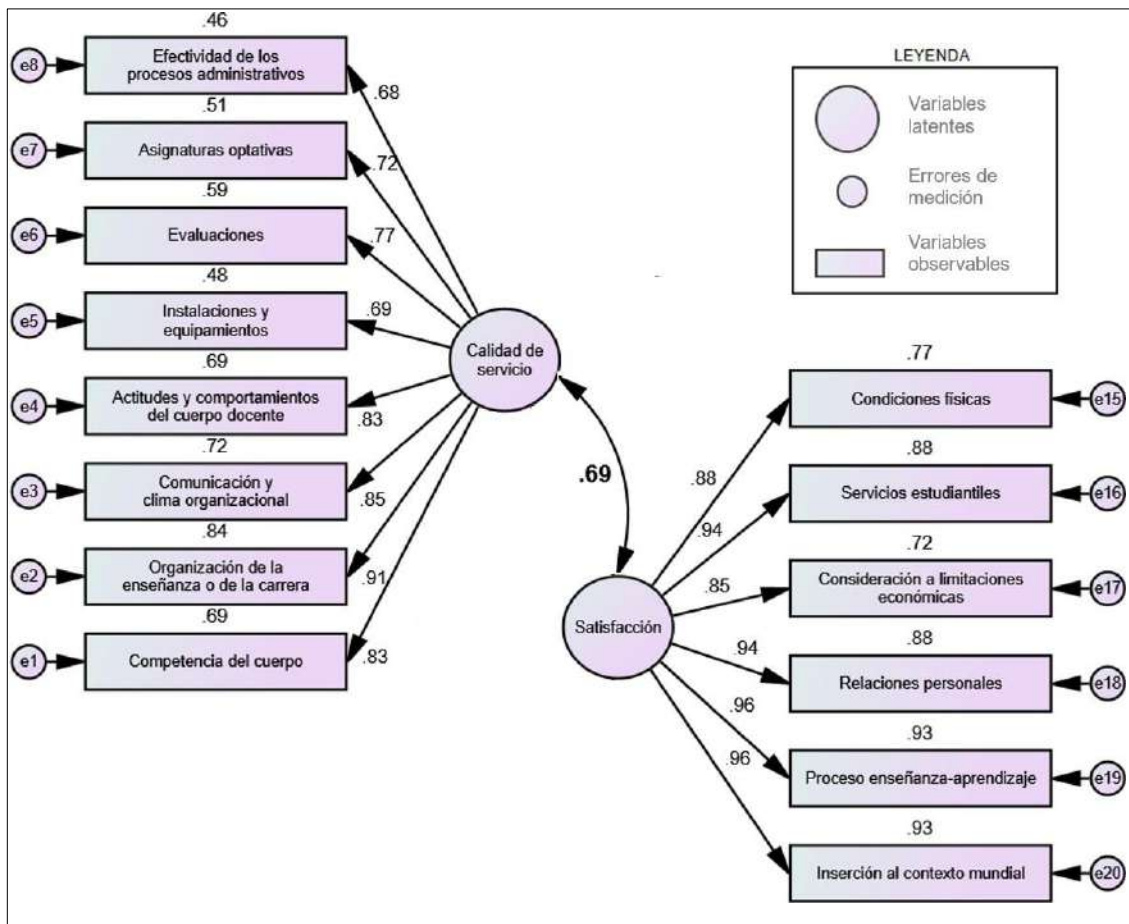 .46
e8
Efectividad de los
procesos administrativos
.68
.51
e7
Asignaturas optativas
.72
.59
e6
Evaluaciones
.77
.48
e5
Instalaciones y
equipamientos
.69
.69
e4
Actitudes y comportamientos
del cuerpo docente
.83
.72
e3
Comunicación y
clima organizacional
.85
.84
e2
Organización de la
enseñanza o de la carrera
.91
.69
e1
Competencia del cuerpo
.83
Calidad de
servicio
.69
Satisfacción
LEYENDA
Variables
latentes
Errores de
medición
Variables
observables
.77
.88
Condiciones físicas
e15
.88
.94
Servicios estudiantiles
e16
.72
.85
Consideración a limitaciones
económicas
e17
.88
.94
Relaciones personales
e18
.93
.96
Proceso enseñanza-aprendizaje
e19
.93
.96
Inserción al contexto mundial
e20